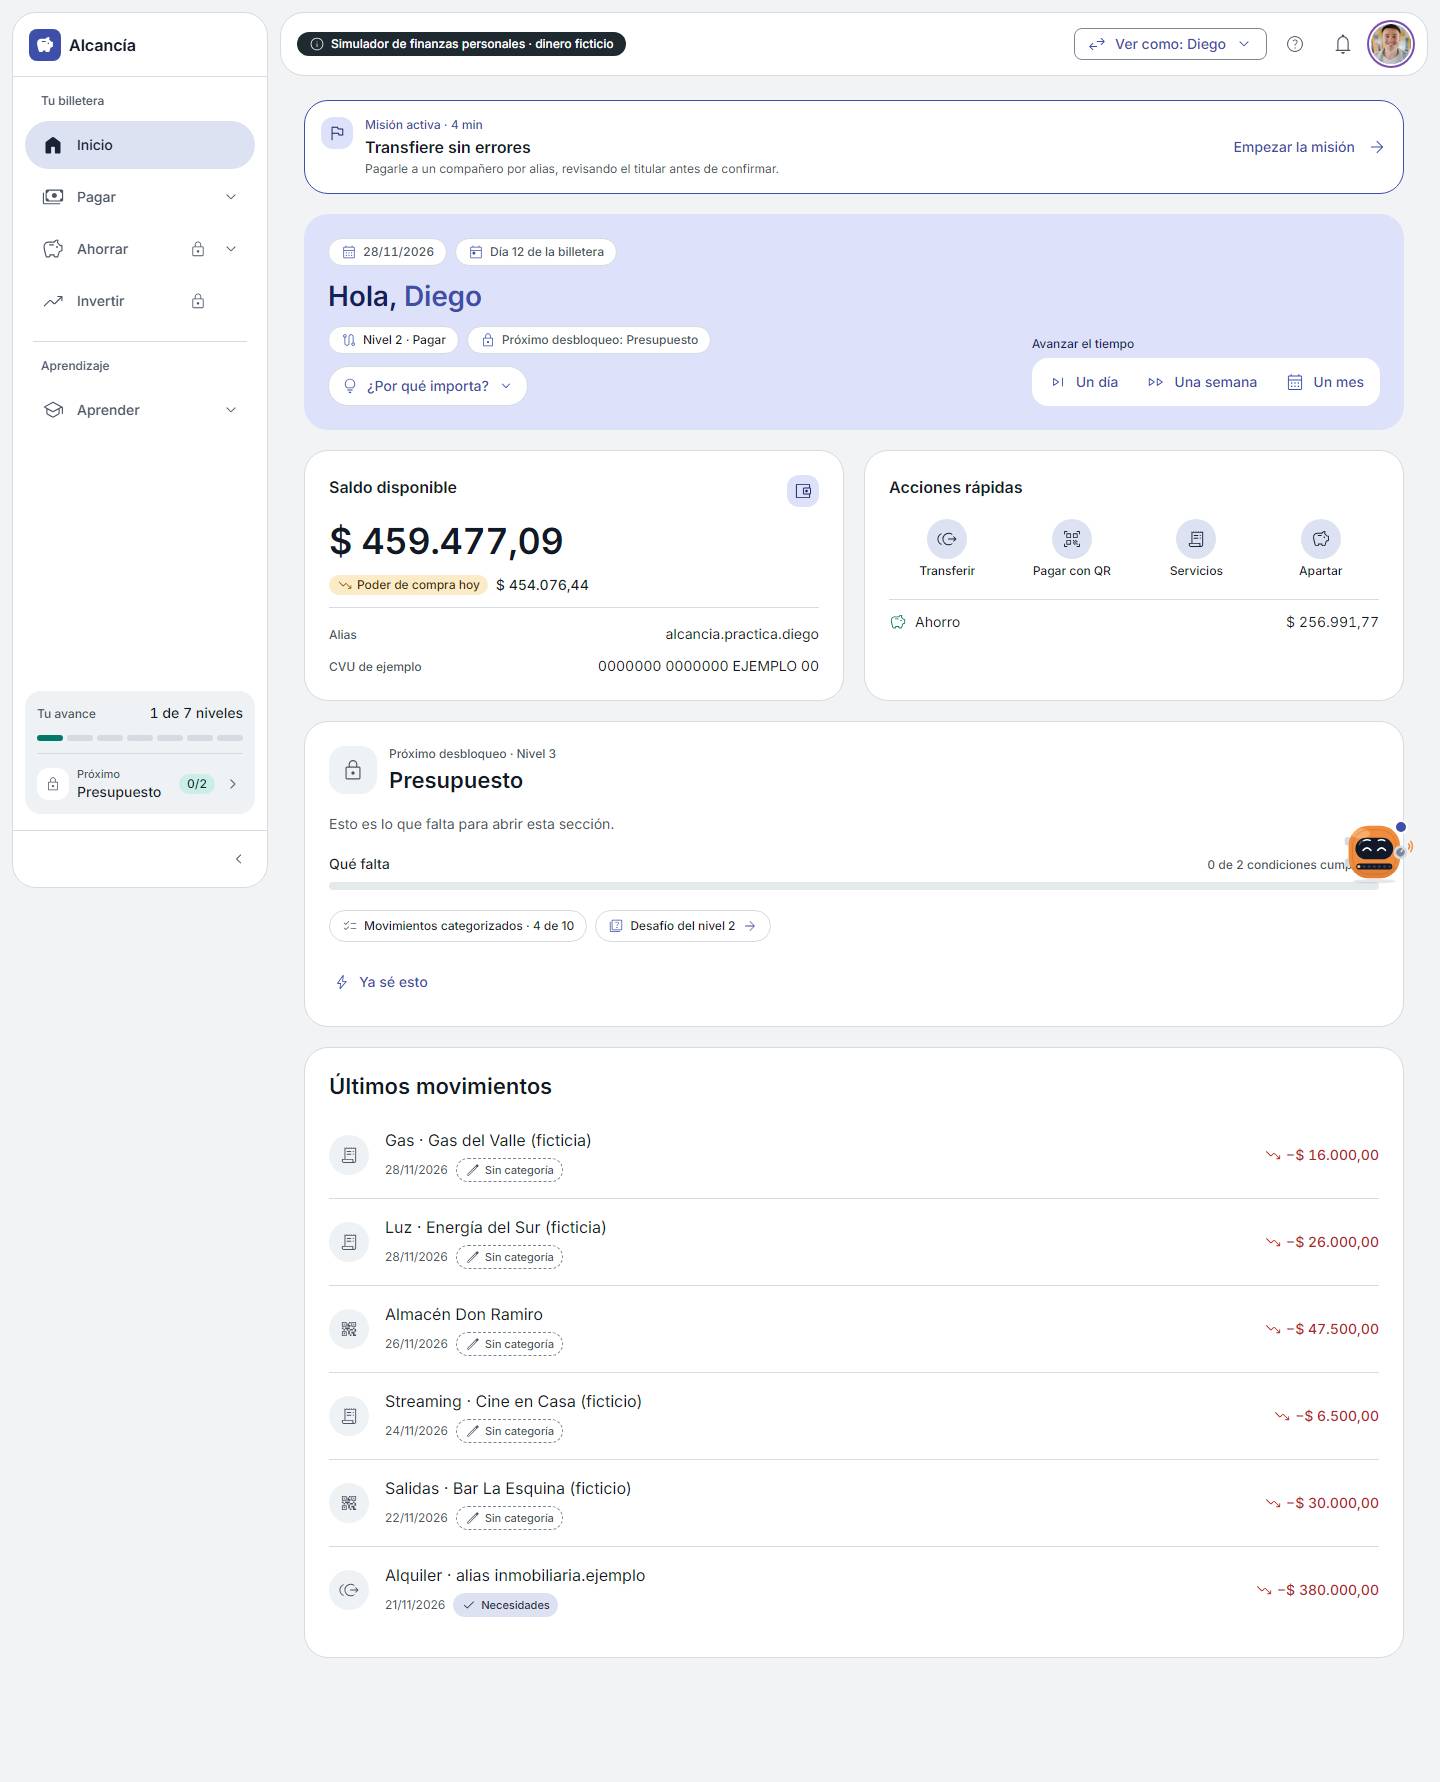 Alcancía
Simulador de finanzas personales · dinero ficticio
Ver como: Diego
Tu billetera
Inicio
Pagar
Ahorrar
Invertir
Aprendizaje
Aprender
Tu avance
1 de 7 niveles
Próximo
Presupuesto
0/2
Misión activa · 4 min
Transfiere sin errores
Pagarle a un compañero por alias, revisando el titular antes de confirmar.
Empezar la misión
28/11/2026
Día 12 de la billetera
Hola, Diego
Nivel 2 · Pagar
Próximo desbloqueo: Presupuesto
¿Por qué importa?
Avanzar el tiempo
Un día
Una semana
Un mes
Saldo disponible
$ 459.477,09
Poder de compra hoy
$ 454.076,44
Alias
alcancia.practica.diego
CVU de ejemplo
0000000 0000000 EJEMPLO 00
Acciones rápidas
Transferir
Pagar con QR
Servicios
Apartar
Ahorro
$ 256.991,77
Próximo desbloqueo · Nivel 3
Presupuesto
Esto es lo que falta para abrir esta sección.
Qué falta
0 de 2 condiciones
Movimientos categorizados · 4 de 10
Desafío del nivel 2
Ya sé esto
Últimos movimientos
Gas · Gas del Valle (ficticia)
28/11/2026
Sin categoría
−$ 16.000,00
Luz · Energía del Sur (ficticia)
28/11/2026
Sin categoría
−$ 26.000,00
Almacén Don Ramiro
26/11/2026
Sin categoría
−$ 47.500,00
Streaming · Cine en Casa (ficticio)
24/11/2026
Sin categoría
−$ 6.500,00
Salidas · Bar La Esquina (ficticio)
22/11/2026
Sin categoría
−$ 30.000,00
Alquiler · alias inmobiliaria.ejemplo
21/11/2026
Necesidades
−$ 380.000,00